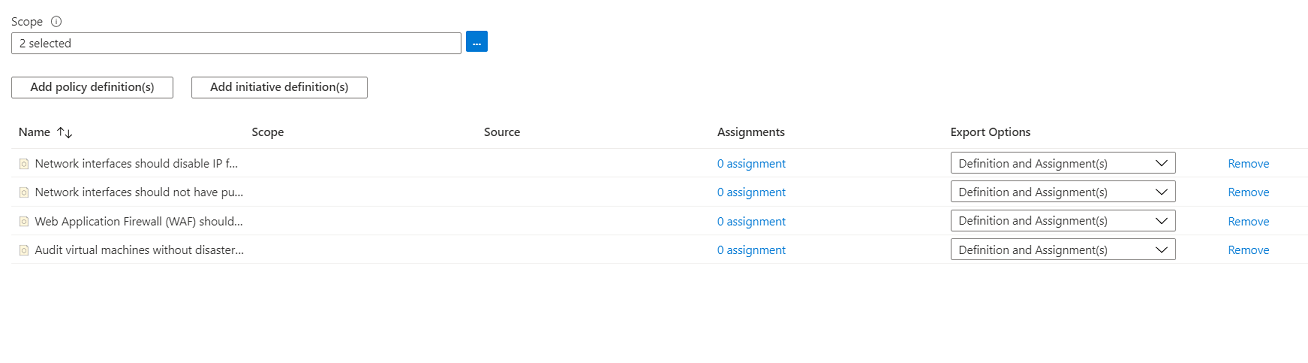 Scope
2 selected
...
Add policy definition(s) Add initiative definition(s)
Name Scope Source Assignments Export Options
Network interfaces should disable IP f... 0 assignment Definition and Assignment(s) Remove
Network interfaces should not have pu... 0 assignment Definition and Assignment(s) Remove
Web Application Firewall (WAF) should... 0 assignment Definition and Assignment(s) Remove
Audit virtual machines without disaster... 0 assignment Definition and Assignment(s) Remove